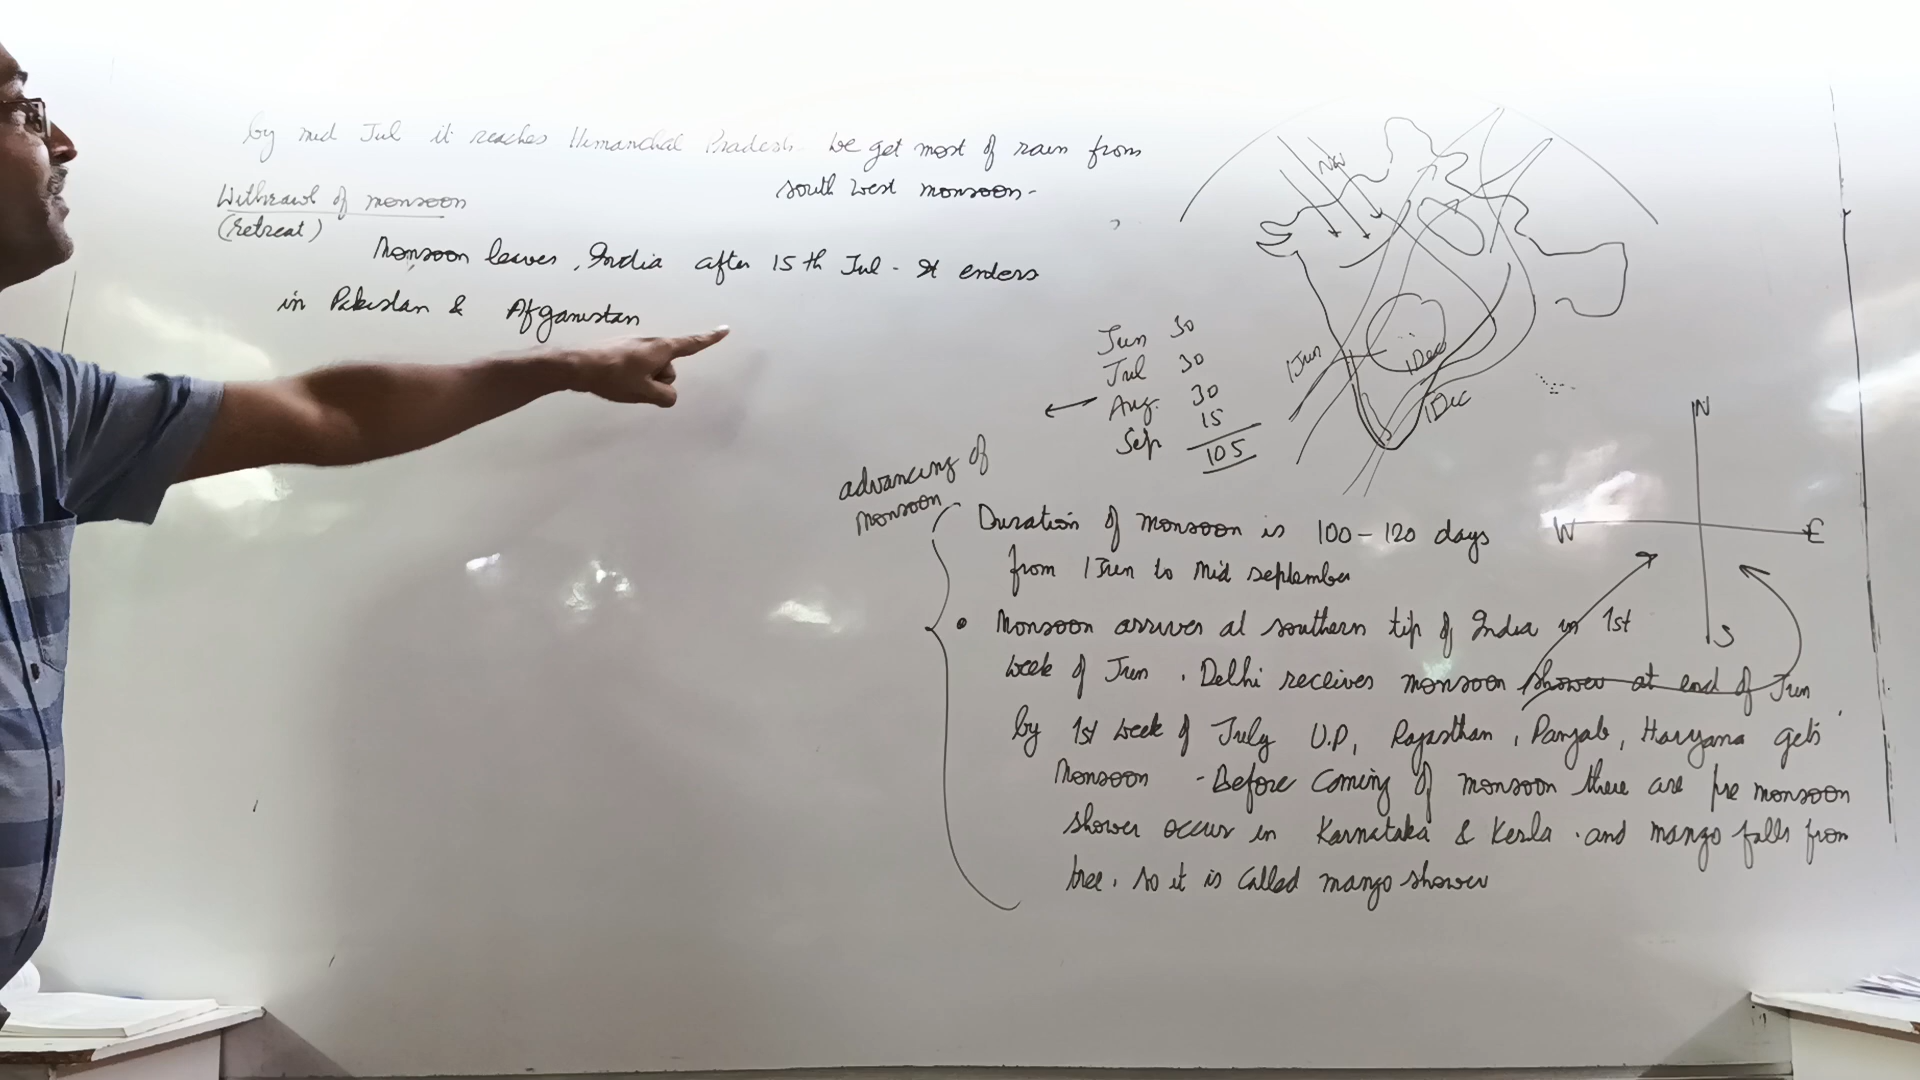 by mid Jul it reaches Himanchal Pradesh. We get most of rain from
south West monsoon-
Withrawl of monsoon
(retreat)
Monsoon leaves, India after 15th Jul - It enders
in Pakistan & Afganistan
Jun 30
Jul 30
Aug. 30
Sep 15
105
NW
1Jun
1Dec
1Dec
N
W E
S
advancing of
monsoon
Duration of monsoon is 100-120 days
from 1Jun to Mid september
• Monsoon arrives at southern tip of India in 1st
week of Jun. Delhi receives monsoon shower at end of Jun
by 1st week of July U.P, Rajasthan, Panjab, Haryana gets
Monsoon - Before Coming of monsoon there are pre monsoon
shower occur in Karnataka & Kerla. and mango falls from
tree. so it is called mango shower